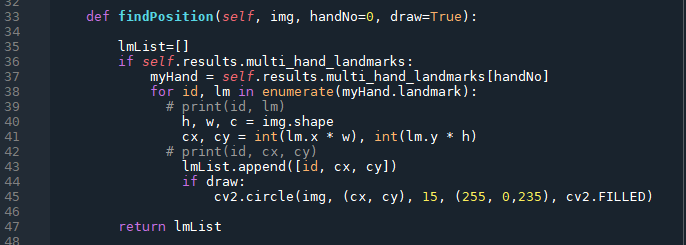 32
33 def findPosition(self, img, handNo=0, draw=True):
34
35 lmList=[]
36 if self.results.multi_hand_landmarks:
37 myHand = self.results.multi_hand_landmarks[handNo]
38 for id, lm in enumerate(myHand.landmark):
39 # print(id, lm)
40 h, w, c = img.shape
41 cx, cy = int(lm.x * w), int(lm.y * h)
42 # print(id, cx, cy)
43 lmList.append([id, cx, cy])
44 if draw:
45 cv2.circle(img, (cx, cy), 15, (255, 0,235), cv2.FILLED)
46
47 return lmList
48